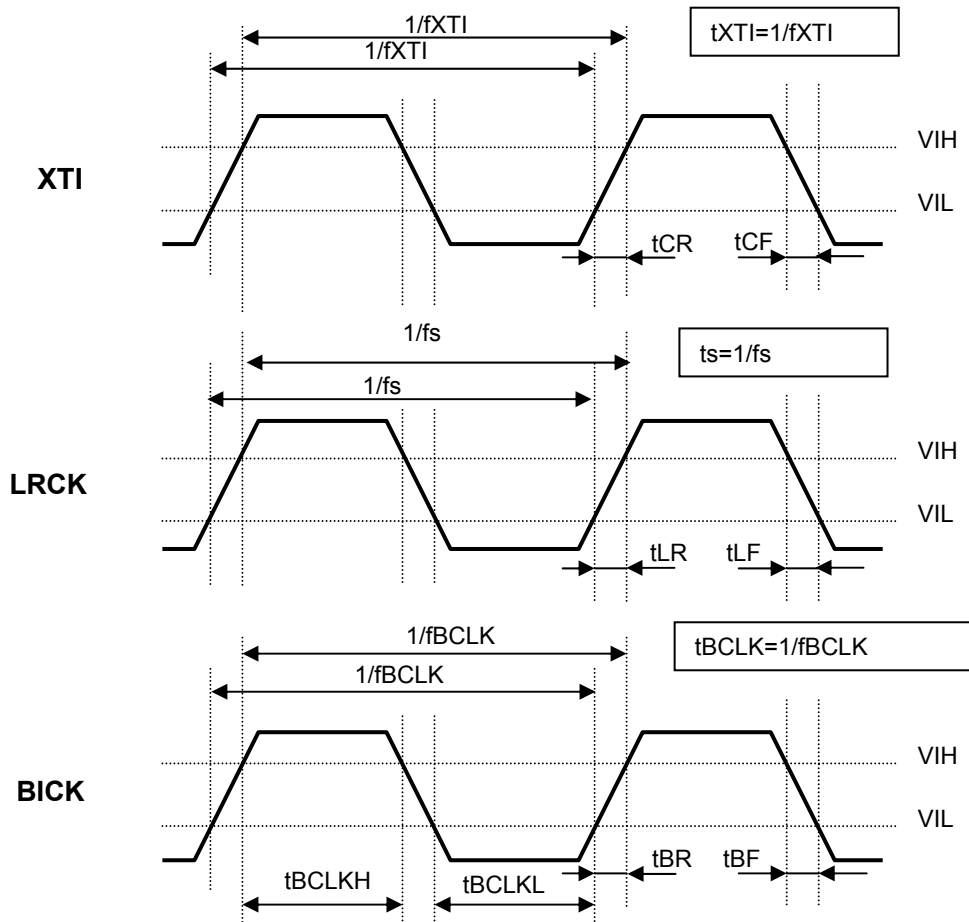 1/fXTI
tXTI=1/fXTI
1/fXTI
VIH
XTI
VIL
tCR
tCF
1/fs
ts=1/fs
1/fs
VIH
LRCK
VIL
tLR
tLF
1/fBCLK
tBCLK=1/fBCLK
1/fBCLK
VIH
BICK
VIL
tBR
tBF
tBCLKH
tBCLKL